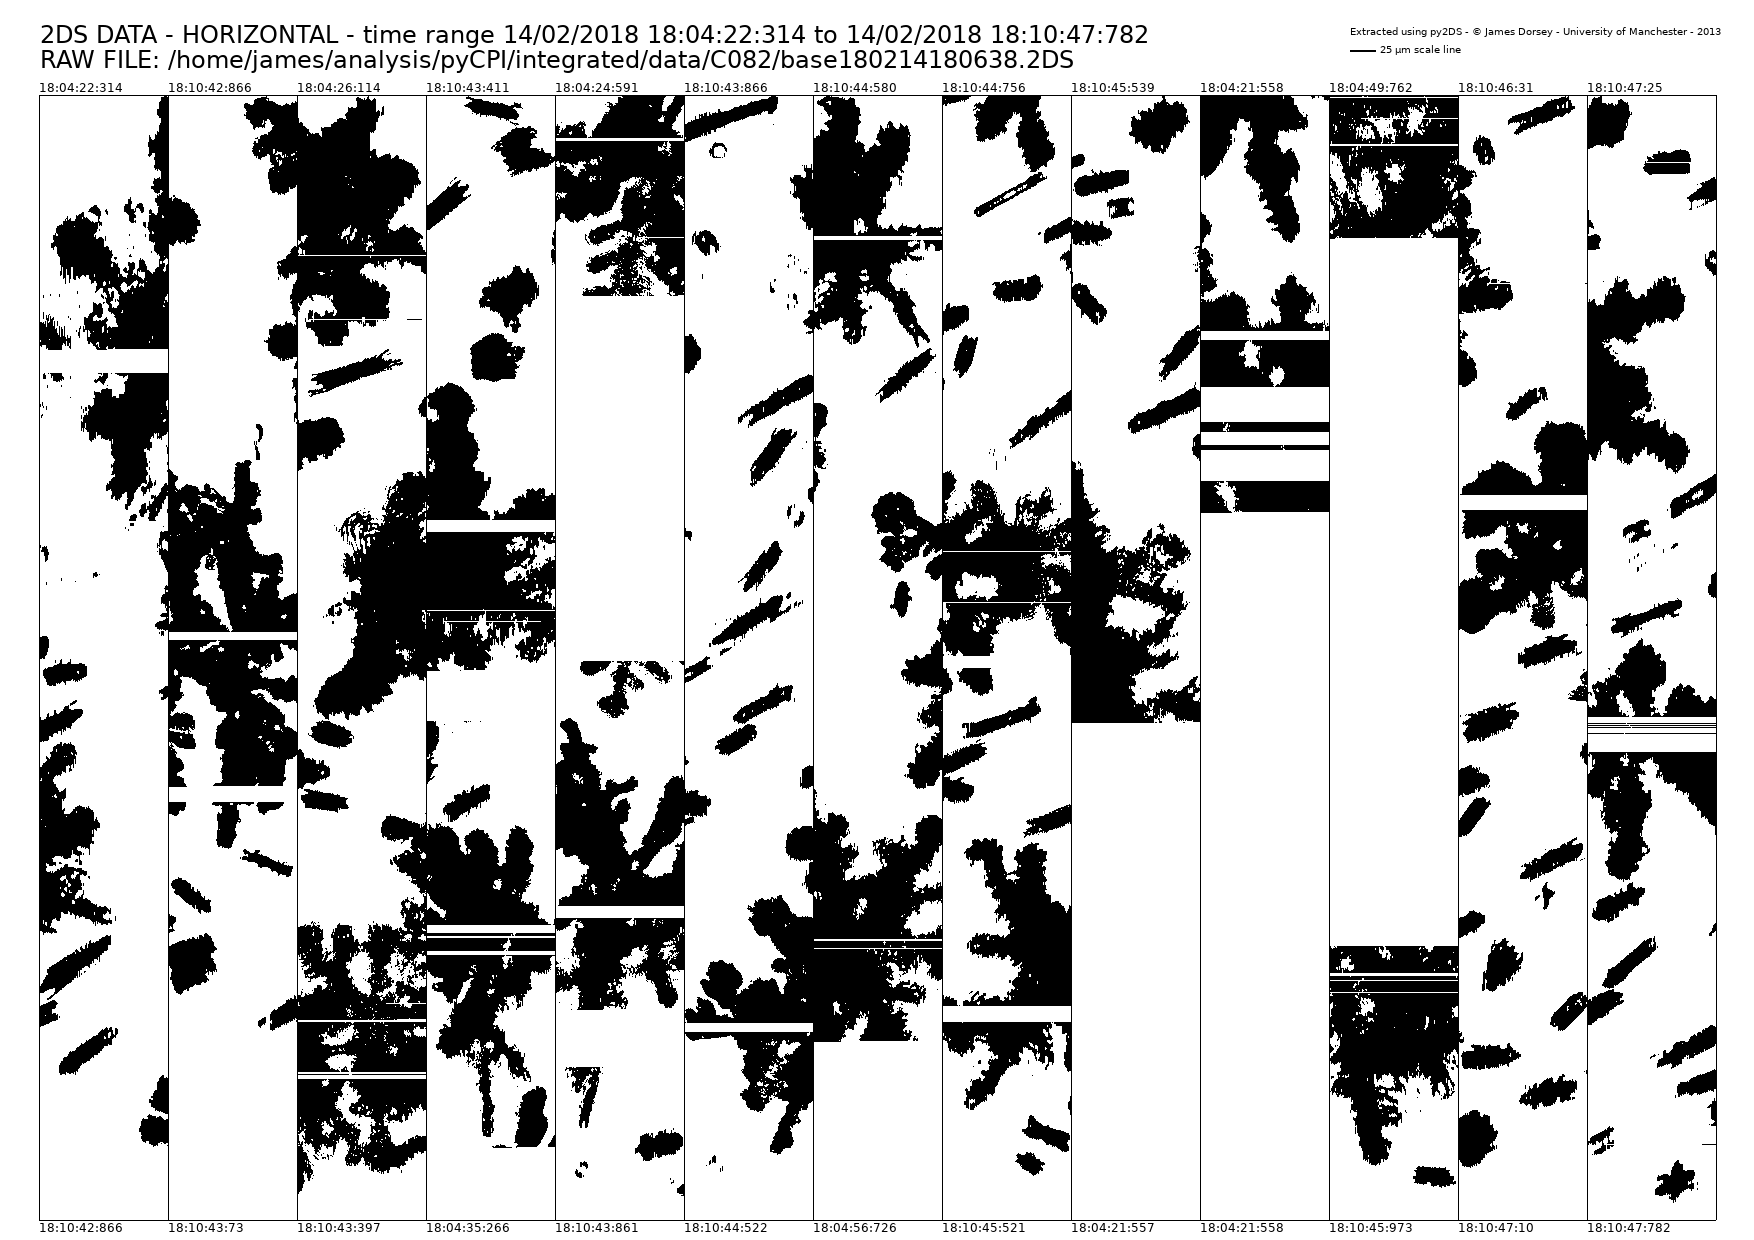 2DS DATA - HORIZONTAL - time range 14/02/2018 18:04:22:314 to 14/02/2018 18:10:47:782
RAW FILE: /home/james/analysis/pyCPI/integrated/data/C082/base180214180638.2DS
Extracted using py2DS - © James Dorsey - University of Manchester - 2013
25 µm scale line
18:04:22:314 18:10:42:866 18:04:26:114 18:10:43:411 18:04:24:591 18:10:43:866 18:10:44:580 18:10:44:756 18:10:45:539 18:04:21:558 18:04:49:762 18:10:46:31 18:10:47:25
18:10:42:866 18:10:43:73 18:10:43:397 18:04:35:266 18:10:43:861 18:10:44:522 18:04:56:726 18:10:45:521 18:04:21:557 18:04:21:558 18:10:45:973 18:10:47:10 18:10:47:782